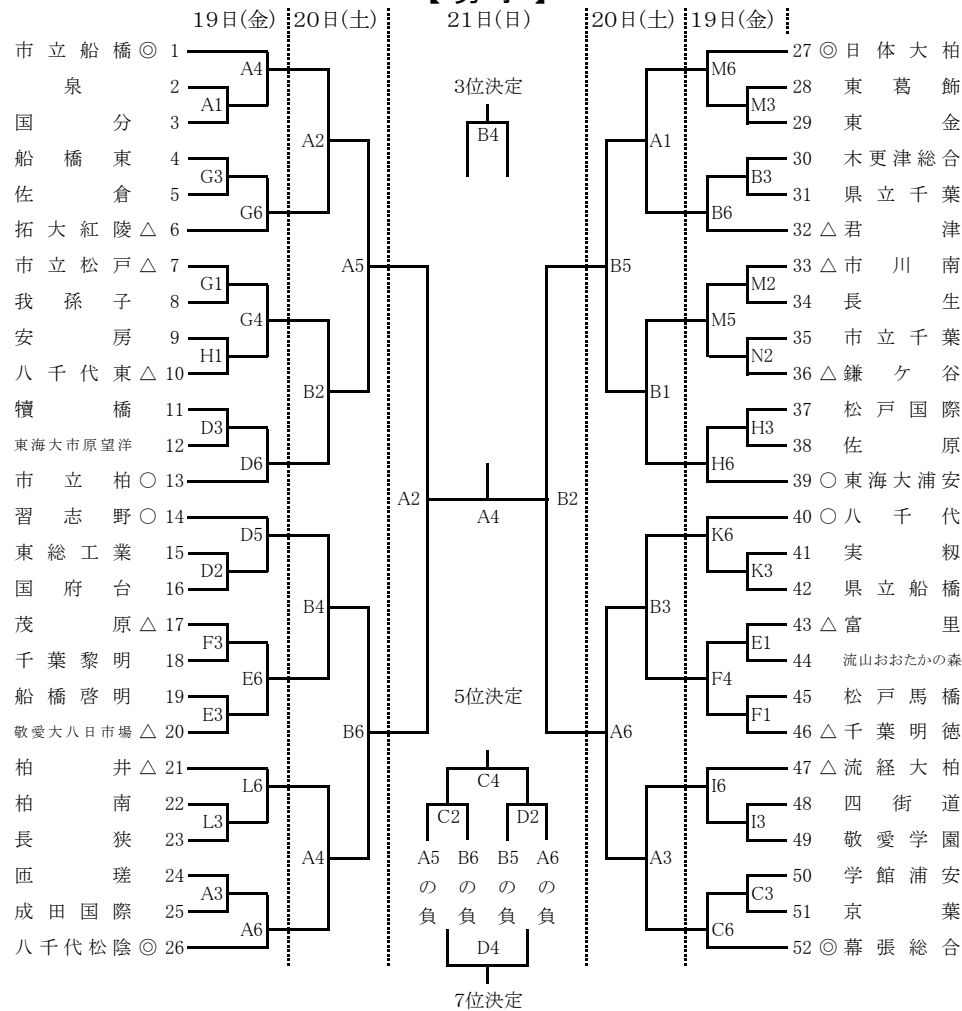 19日(金) 20日(土) 21日(日) 20日(土) 19日(金)
市立船橋 ◎ 1
泉 2
国分 3
船橋東 4
佐倉 5
拓大紅陵 △ 6
市立松戸 △ 7
我孫子 8
安房 9
八千代東 △ 10
犢橋 11
東海大市原望洋 12
市立柏 ○ 13
習志野 ○ 14
東総工業 15
国府台 16
茂原 △ 17
千葉黎明 18
船橋啓明 19
敬愛大八日市場 △ 20
柏井 △ 21
柏南 22
長狭 23
匝瑳 24
成田国際 25
八千代松陰 ◎ 26
A1
G3
G1
H1
D3
D2
F3
E3
L3
A3
A4
G6
G4
D6
D5
E6
L6
A6
A2
B2
B4
A4
A5
B6
A2
3位決定
B4
A4
5位決定
C4
C2
D2
A5の負
B6の負
B5の負
A6の負
D4
7位決定
B2
B5
A6
A1
B1
B3
A3
M6
B6
M5
H6
K6
F4
I6
C6
M3
B3
M2
N2
H3
K3
E1
F1
I3
C3
27 ◎ 日体大柏
28 東葛飾
29 東金
30 木更津総合
31 県立千葉
32 △ 君津
33 △ 市川南
34 長生
35 市立千葉
36 △ 鎌ケ谷
37 松戸国際
38 佐原
39 ○ 東海大浦安
40 ○ 八千代
41 実籾
42 県立船橋
43 △ 富里
44 流山おおたかの森
45 松戸馬橋
46 △ 千葉明徳
47 △ 流経大柏
48 四街道
49 敬愛学園
50 学館浦安
51 京葉
52 ◎ 幕張総合